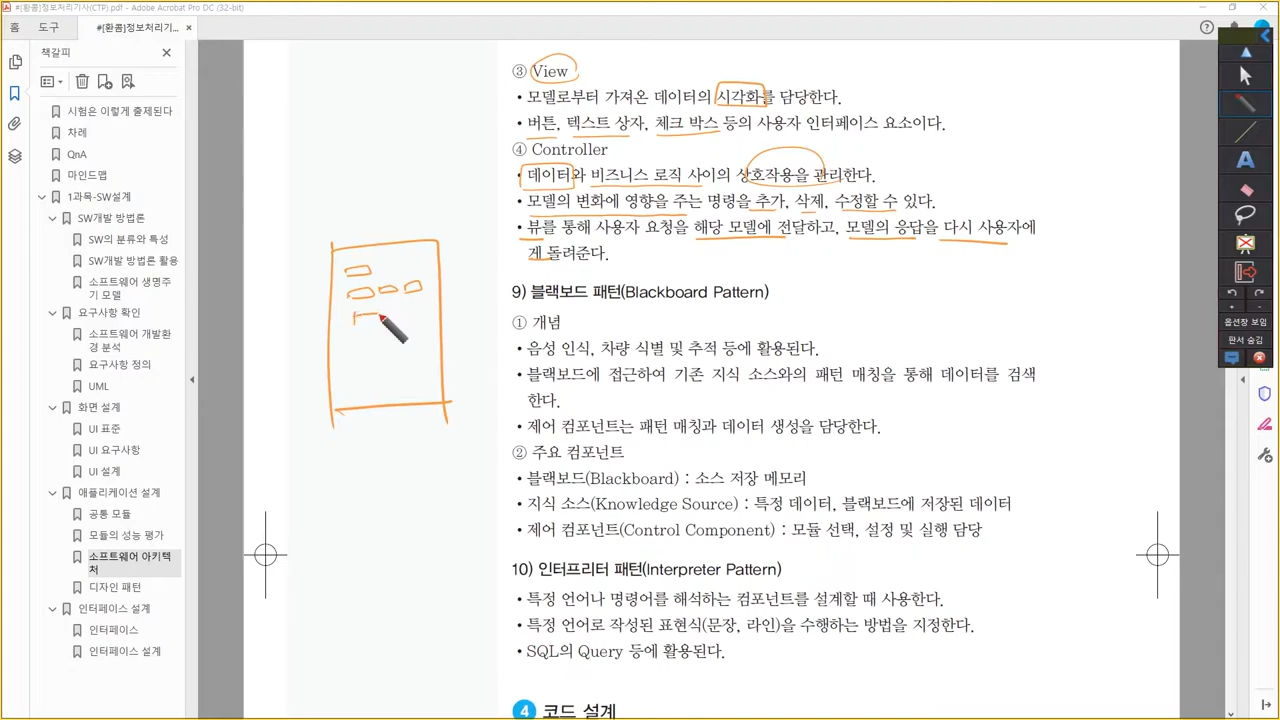 #[환콤]정보처리기사(CTP).pdf - Adobe Acrobat Pro DC (32-bit)
홈
도구
#[환콤]정보처리기... ×
책갈피
시험은 이렇게 출제된다
차례
QnA
마인드맵
1과목-SW설계
SW개발 방법론
SW의 분류와 특성
SW개발 방법론 활용
소프트웨어 생명주
기 모델
요구사항 확인
소프트웨어 개발환
경 분석
요구사항 정의
UML
화면 설계
UI 표준
UI 요구사항
UI 설계
애플리케이션 설계
공통 모듈
모듈의 성능 평가
소프트웨어 아키텍
처
디자인 패턴
인터페이스 설계
인터페이스
인터페이스 설계
③ View
• 모델로부터 가져온 데이터의 시각화를 담당한다.
• 버튼, 텍스트 상자, 체크 박스 등의 사용자 인터페이스 요소이다.
④ Controller
• 데이터와 비즈니스 로직 사이의 상호작용을 관리한다.
• 모델의 변화에 영향을 주는 명령을 추가, 삭제, 수정할 수 있다.
• 뷰를 통해 사용자 요청을 해당 모델에 전달하고, 모델의 응답을 다시 사용자에
게 돌려준다.
9) 블랙보드 패턴(Blackboard Pattern)
① 개념
• 음성 인식, 차량 식별 및 추적 등에 활용된다.
• 블랙보드에 접근하여 기존 지식 소스와의 패턴 매칭을 통해 데이터를 검색
한다.
• 제어 컴포넌트는 패턴 매칭과 데이터 생성을 담당한다.
② 주요 컴포넌트
• 블랙보드(Blackboard) : 소스 저장 메모리
• 지식 소스(Knowledge Source) : 특정 데이터, 블랙보드에 저장된 데이터
• 제어 컴포넌트(Control Component) : 모듈 선택, 설정 및 실행 담당
10) 인터프리터 패턴(Interpreter Pattern)
• 특정 언어나 명령어를 해석하는 컴포넌트를 설계할 때 사용한다.
• 특정 언어로 작성된 표현식(문장, 라인)을 수행하는 방법을 지정한다.
• SQL의 Query 등에 활용된다.
4 코드 설계
A
옵션장 보임
판서 숨김